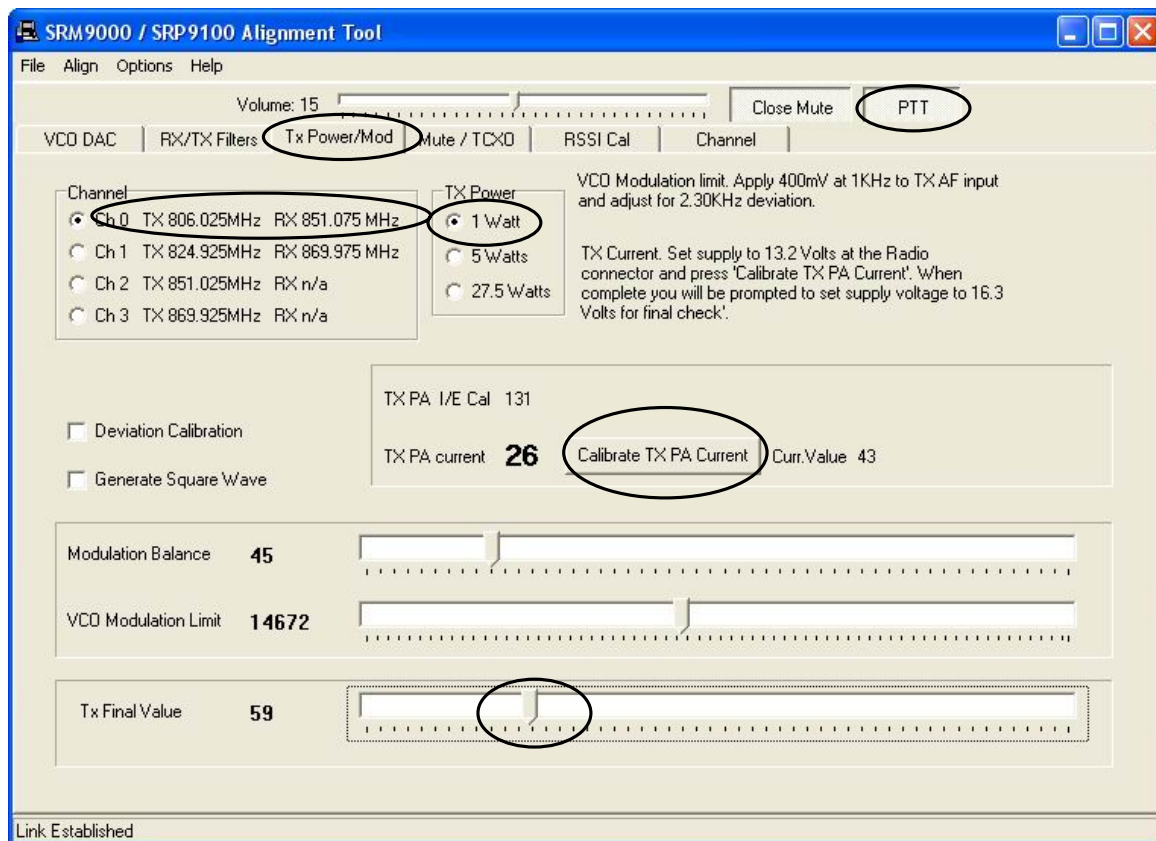 SRM9000 / SRP9100 Alignment Tool
File Align Options Help
Volume: 15
Close Mute
PTT
VCO DAC
RX/TX Filters
Tx Power/Mod
Mute / TCXO
RSSI Cal
Channel
Channel
Ch 0 TX 806.025MHz RX 851.075 MHz
Ch 1 TX 824.925MHz RX 869.975 MHz
Ch 2 TX 851.025MHz RX n/a
Ch 3 TX 869.925MHz RX n/a
TX Power
1 Watt
5 Watts
27.5 Watts
VCO Modulation limit. Apply 400mV at 1KHz to TX AF input
and adjust for 2.30KHz deviation.
TX Current. Set supply to 13.2 Volts at the Radio
connector and press 'Calibrate TX PA Current'. When
complete you will be prompted to set supply voltage to 16.3
Volts for final check'.
TX PA I/E Cal 131
Deviation Calibration
TX PA current 26 Calibrate TX PA Current Curr.Value 43
Generate Square Wave
Modulation Balance 45
VCO Modulation Limit 14672
Tx Final Value 59
Link Established